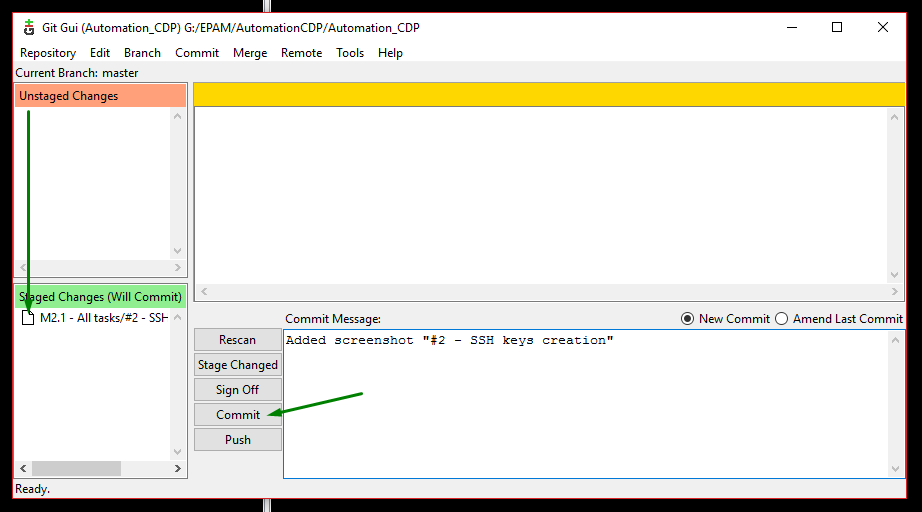 Git Gui (Automation_CDP) G:/EPAM/AutomationCDP/Automation_CDP
Repository Edit Branch Commit Merge Remote Tools Help
Current Branch: master
Unstaged Changes
Staged Changes (Will Commit)
M2.1 - All tasks/#2 - SSH
Commit Message:
New Commit
Amend Last Commit
Rescan
Stage Changed
Sign Off
Commit
Push
Added screenshot "#2 - SSH keys creation"
Ready.